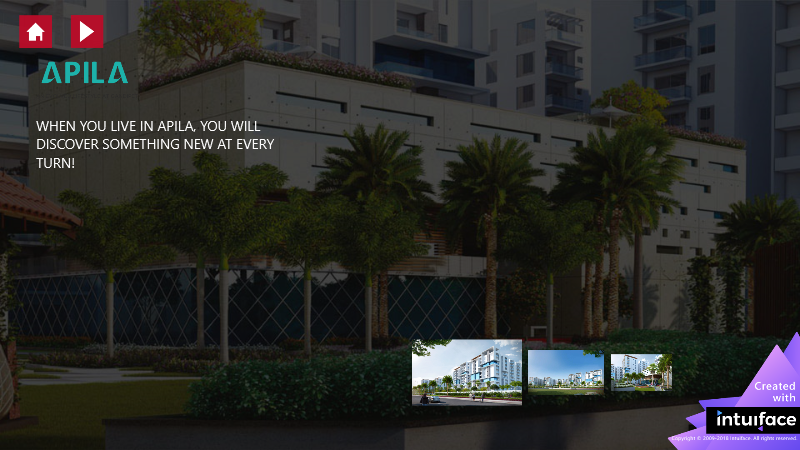 APILA
WHEN YOU LIVE IN APILA, YOU WILL
DISCOVER SOMETHING NEW AT EVERY
TURN!
Created
with
intuiface
Copyright © 2009-2018 Intuiface. All rights reserved.